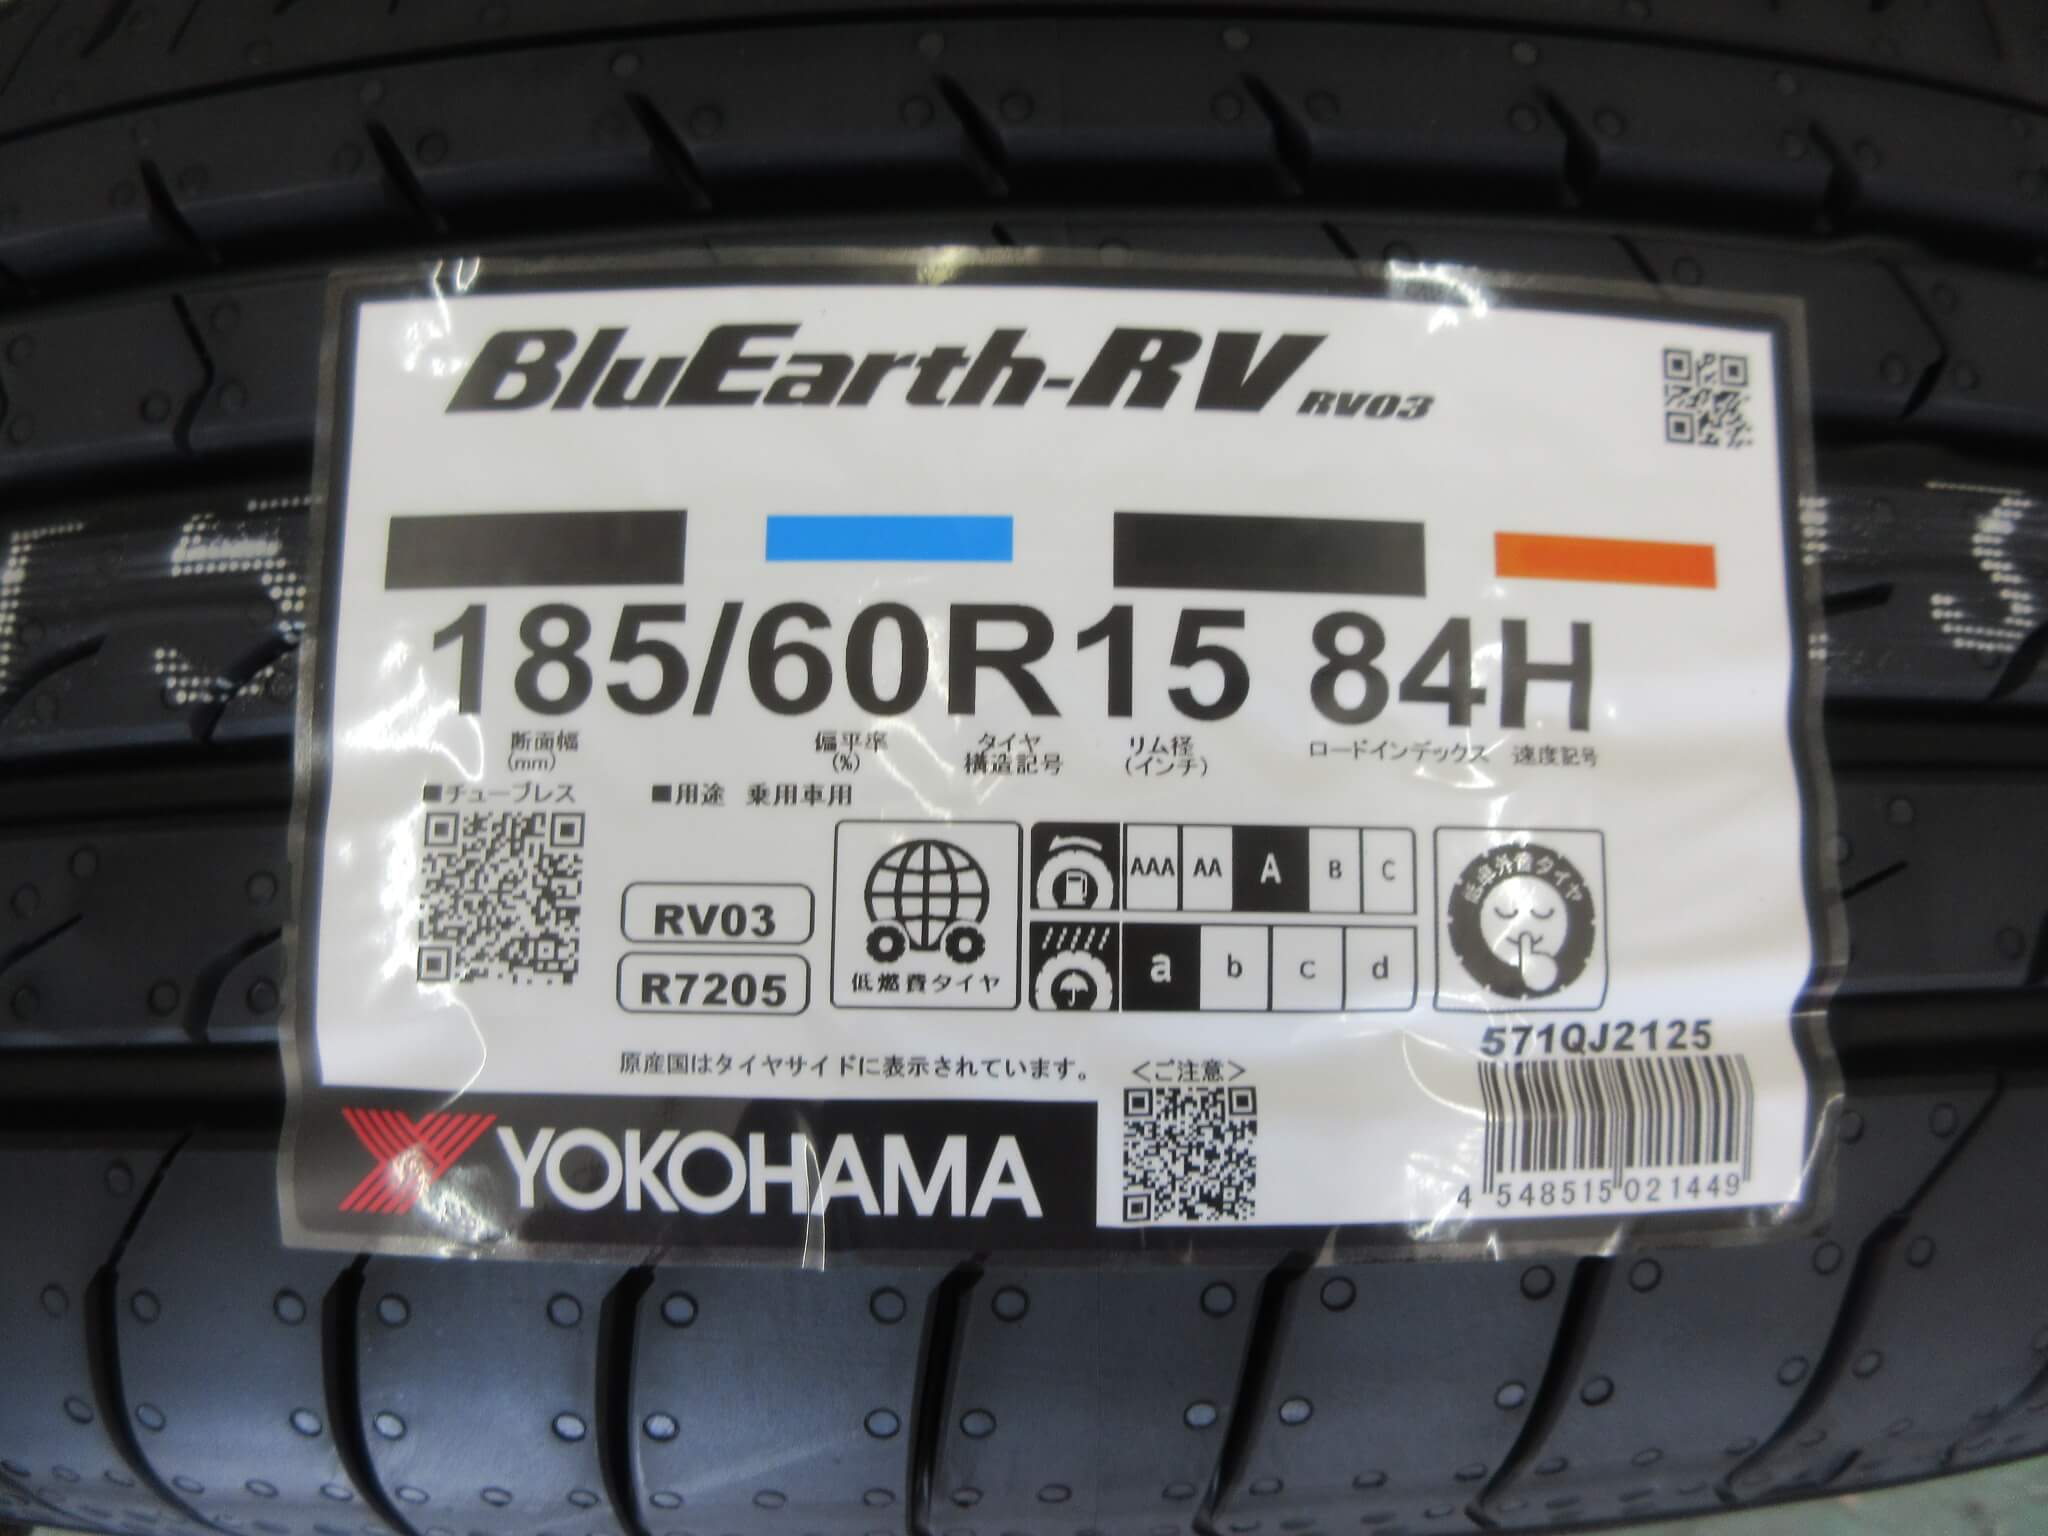 BluEarth-RV RV03
185/60R15 84H
断面幅 (mm)
偏平率 (%)
タイヤ 構造記号
リム径 (インチ)
ロードインデックス
速度記号
■チューブレス
■用途 乗用車用
AAA AA A B C
a b c d
RV03
R7205
低燃費タイヤ
低車外音タイヤ
571QJ2125
原産国はタイヤサイドに表示されています。
<ご注意>
YOKOHAMA
4 548515 021449